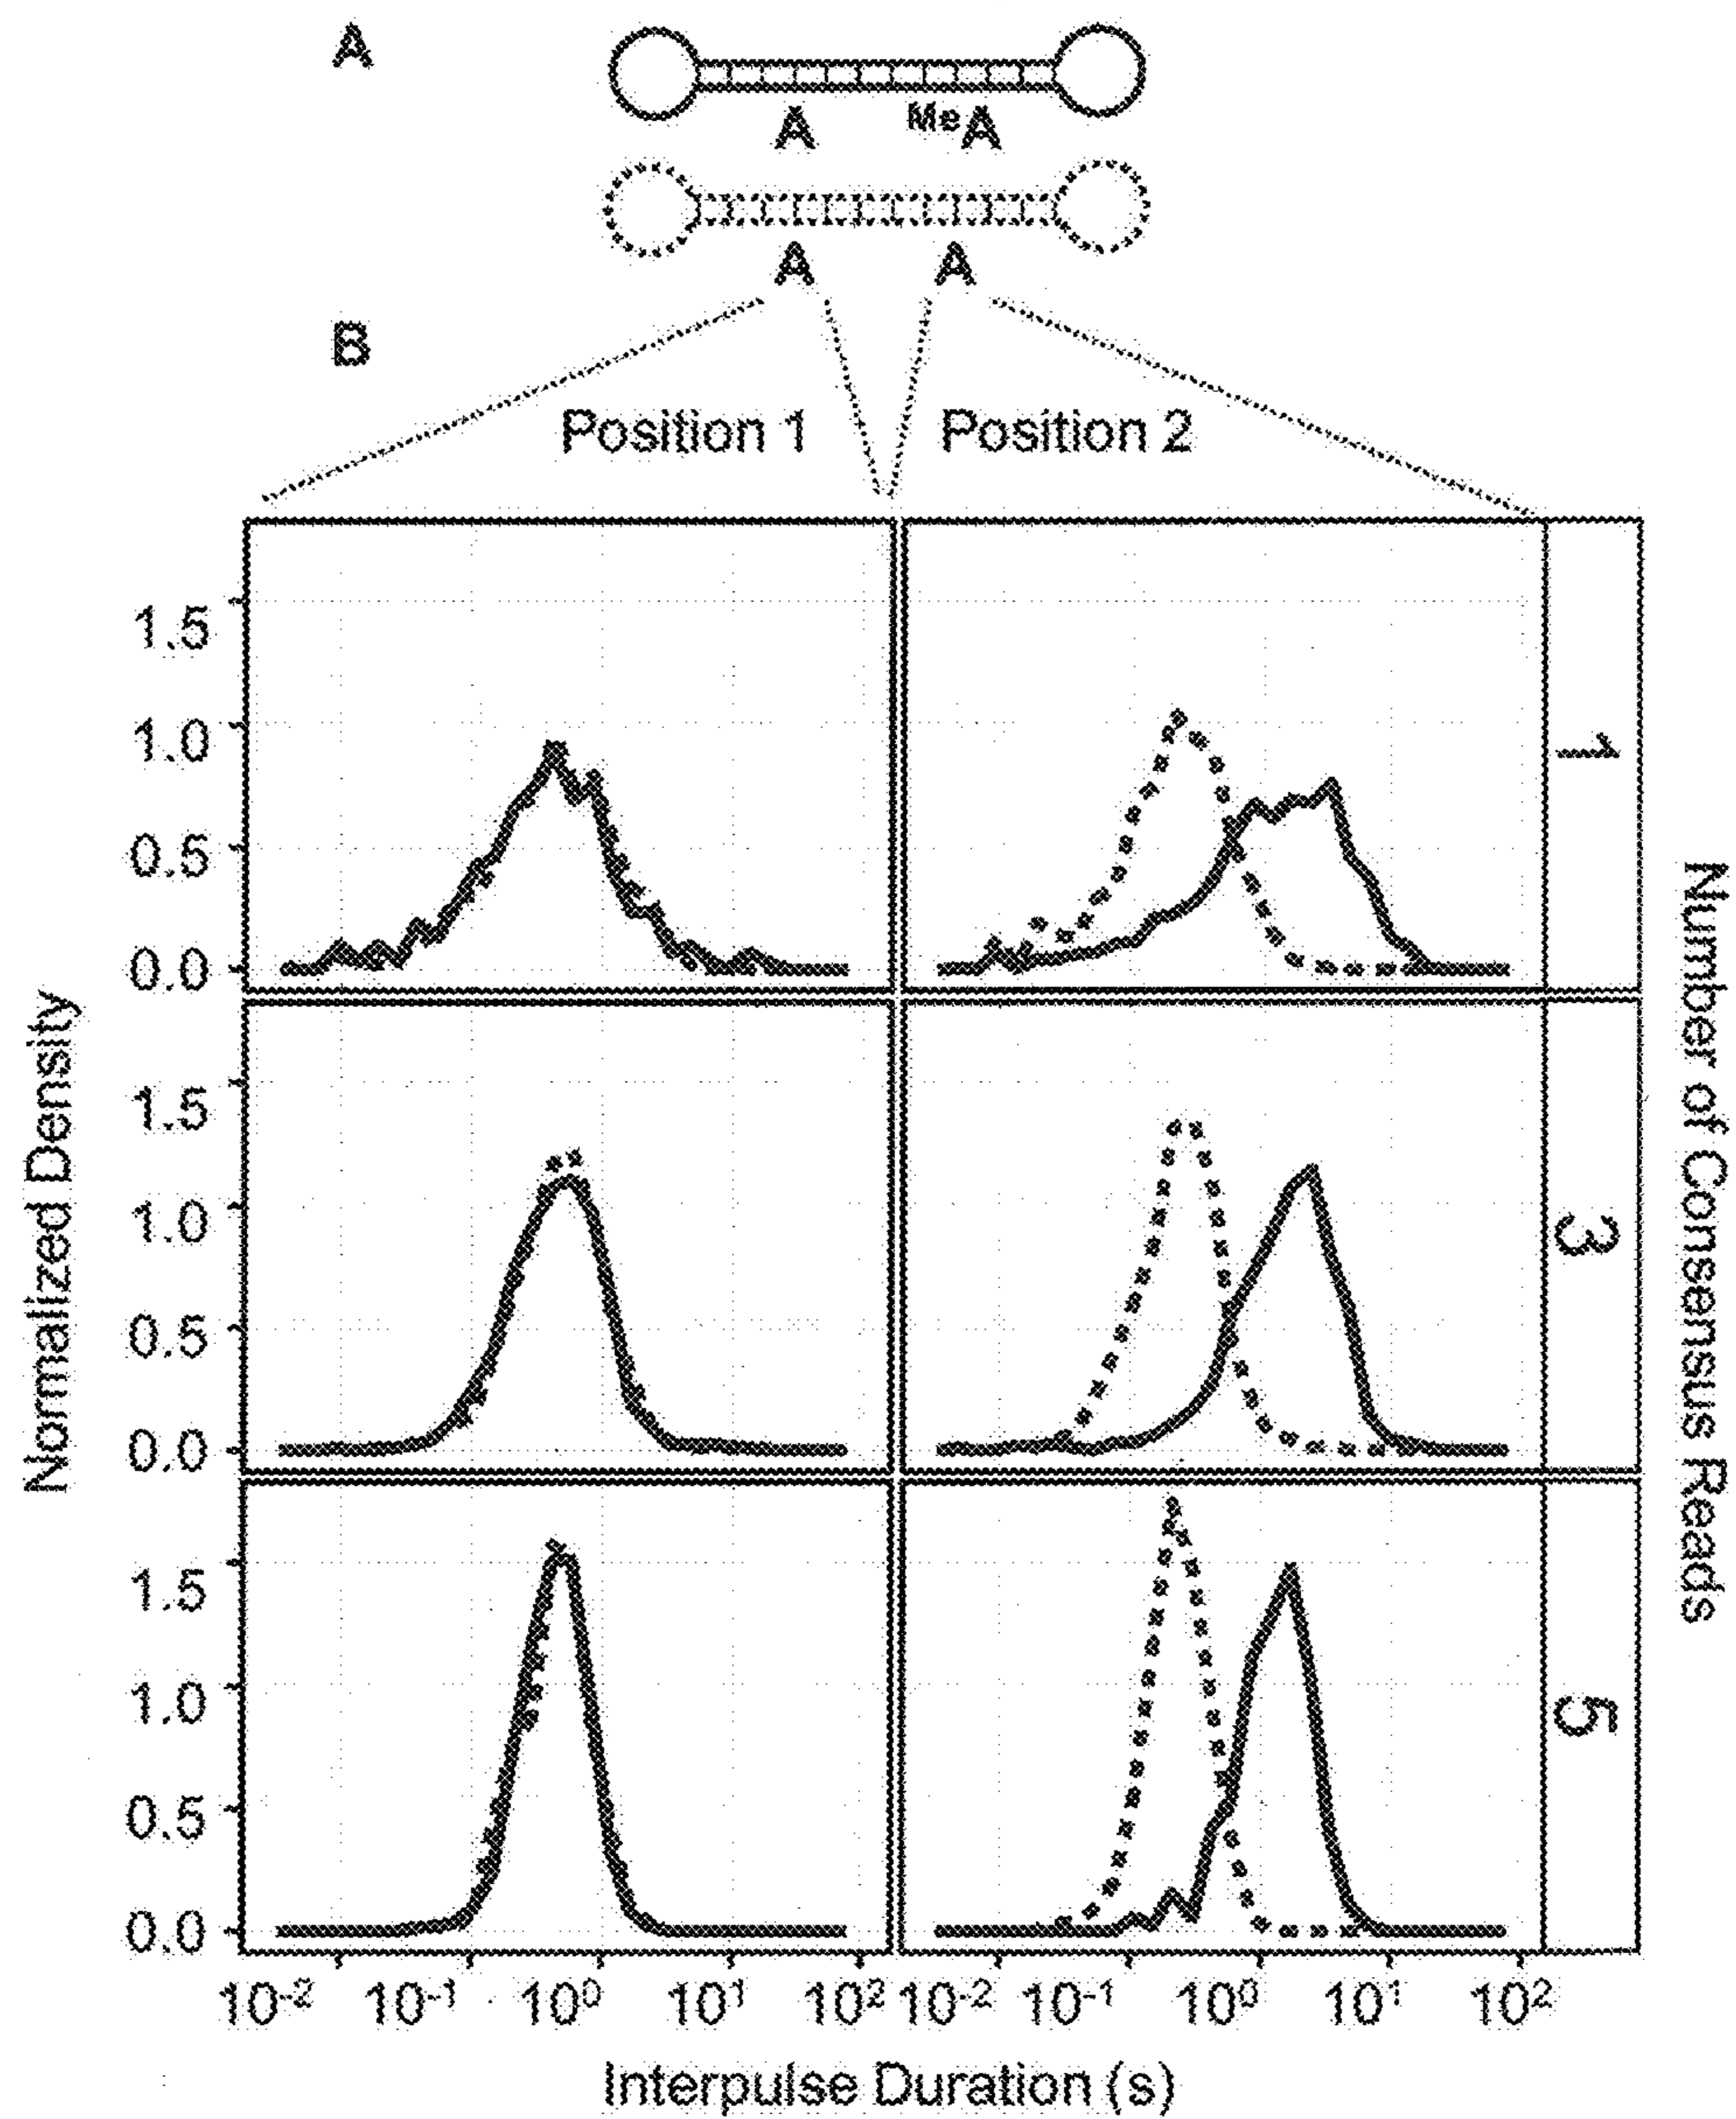 A
A MeA
A A
B
Position 1 Position 2
1.5
1.0
0.5
0.0
1
1.5
1.0
0.5
0.0
3
1.5
1.0
0.5
0.0
5
Normalized Density
Number of Consensus Reads
10-2 10-1 100 101 102 10-2 10-1 100 101 102
Interpulse Duration (s)